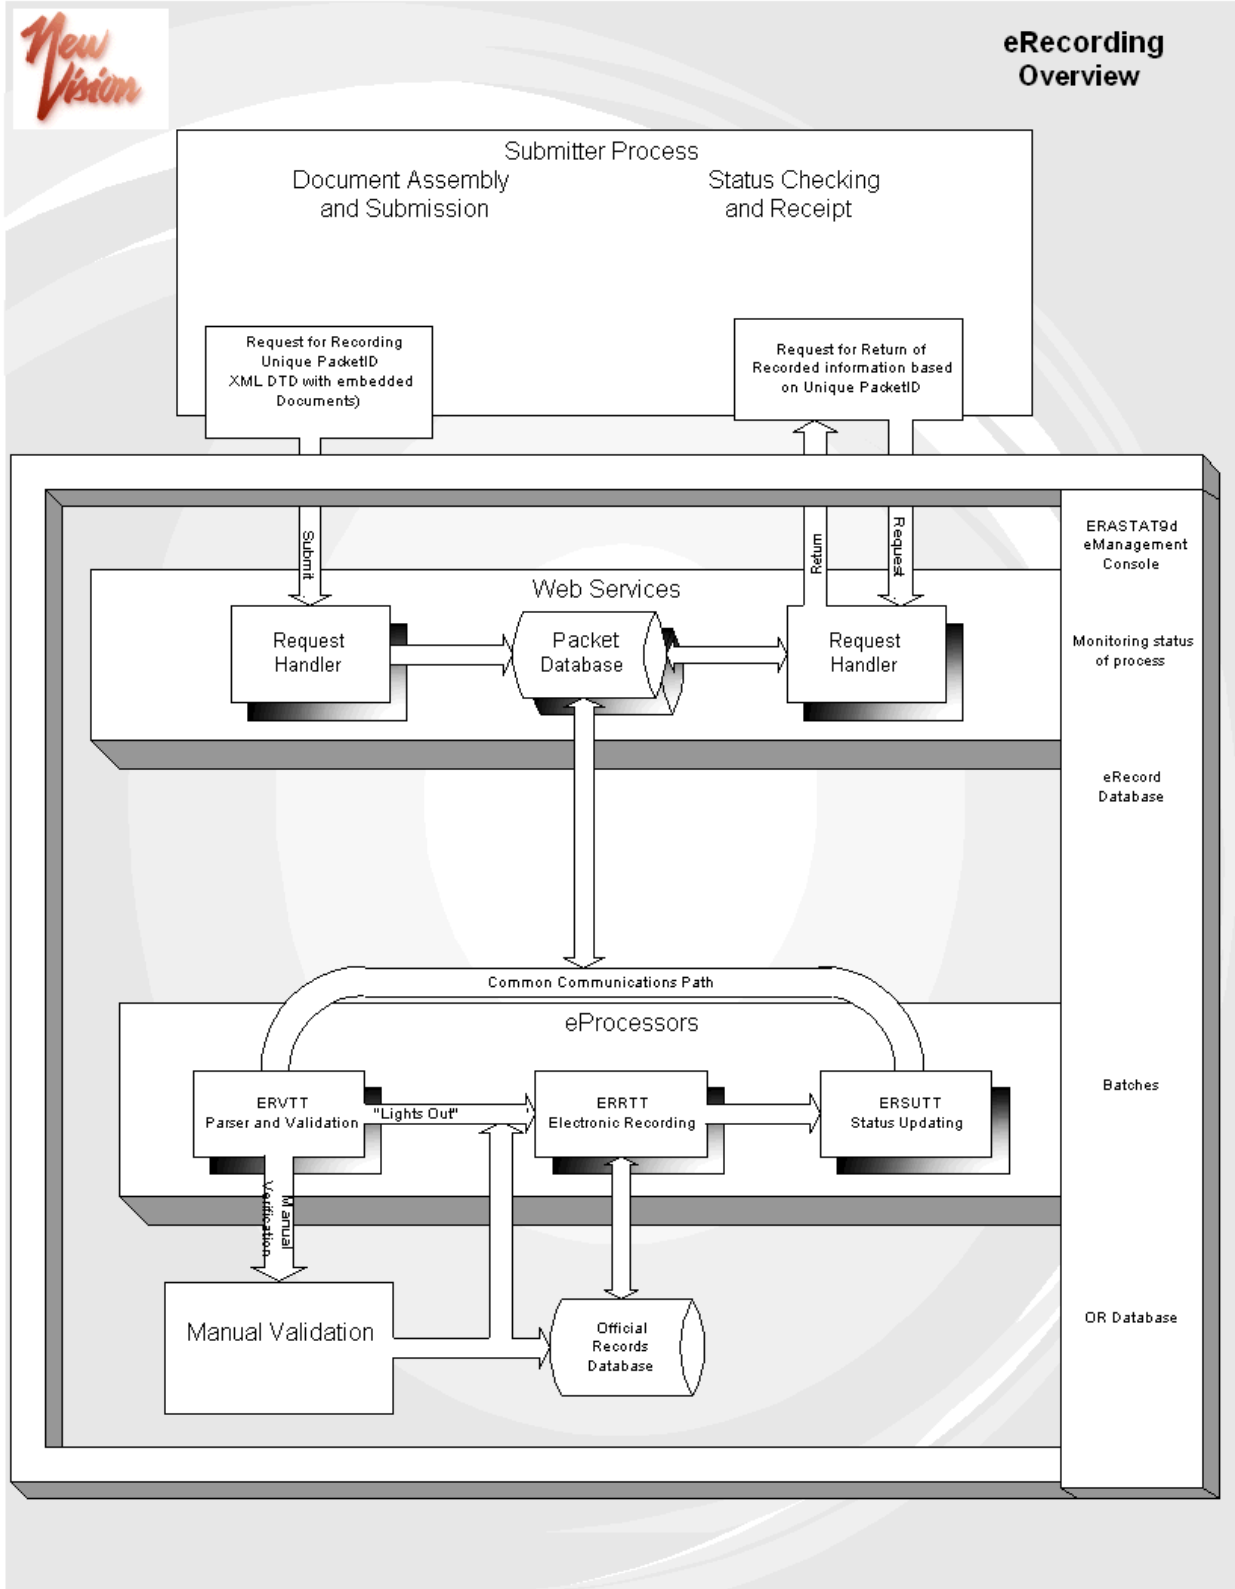 New
Vision
eRecording
Overview
Submitter Process
Document Assembly
and Submission
Status Checking
and Receipt
Request for Recording
Unique PacketID
XML DTD with embedded
Documents)
Request for Return of
Recorded information based
on Unique PacketID
Submit
Return
Request
ERASTAT9d
eManagement
Console
Web Services
Request
Handler
Packet
Database
Request
Handler
Monitoring status
of process
eRecord
Database
Common Communications Path
eProcessors
ERVTT
Parser and Validation
"Lights Out"
ERRTT
Electronic Recording
ERSUTT
Status Updating
Batches
Manual
Verification
Manual Validation
Official
Records
Database
OR Database